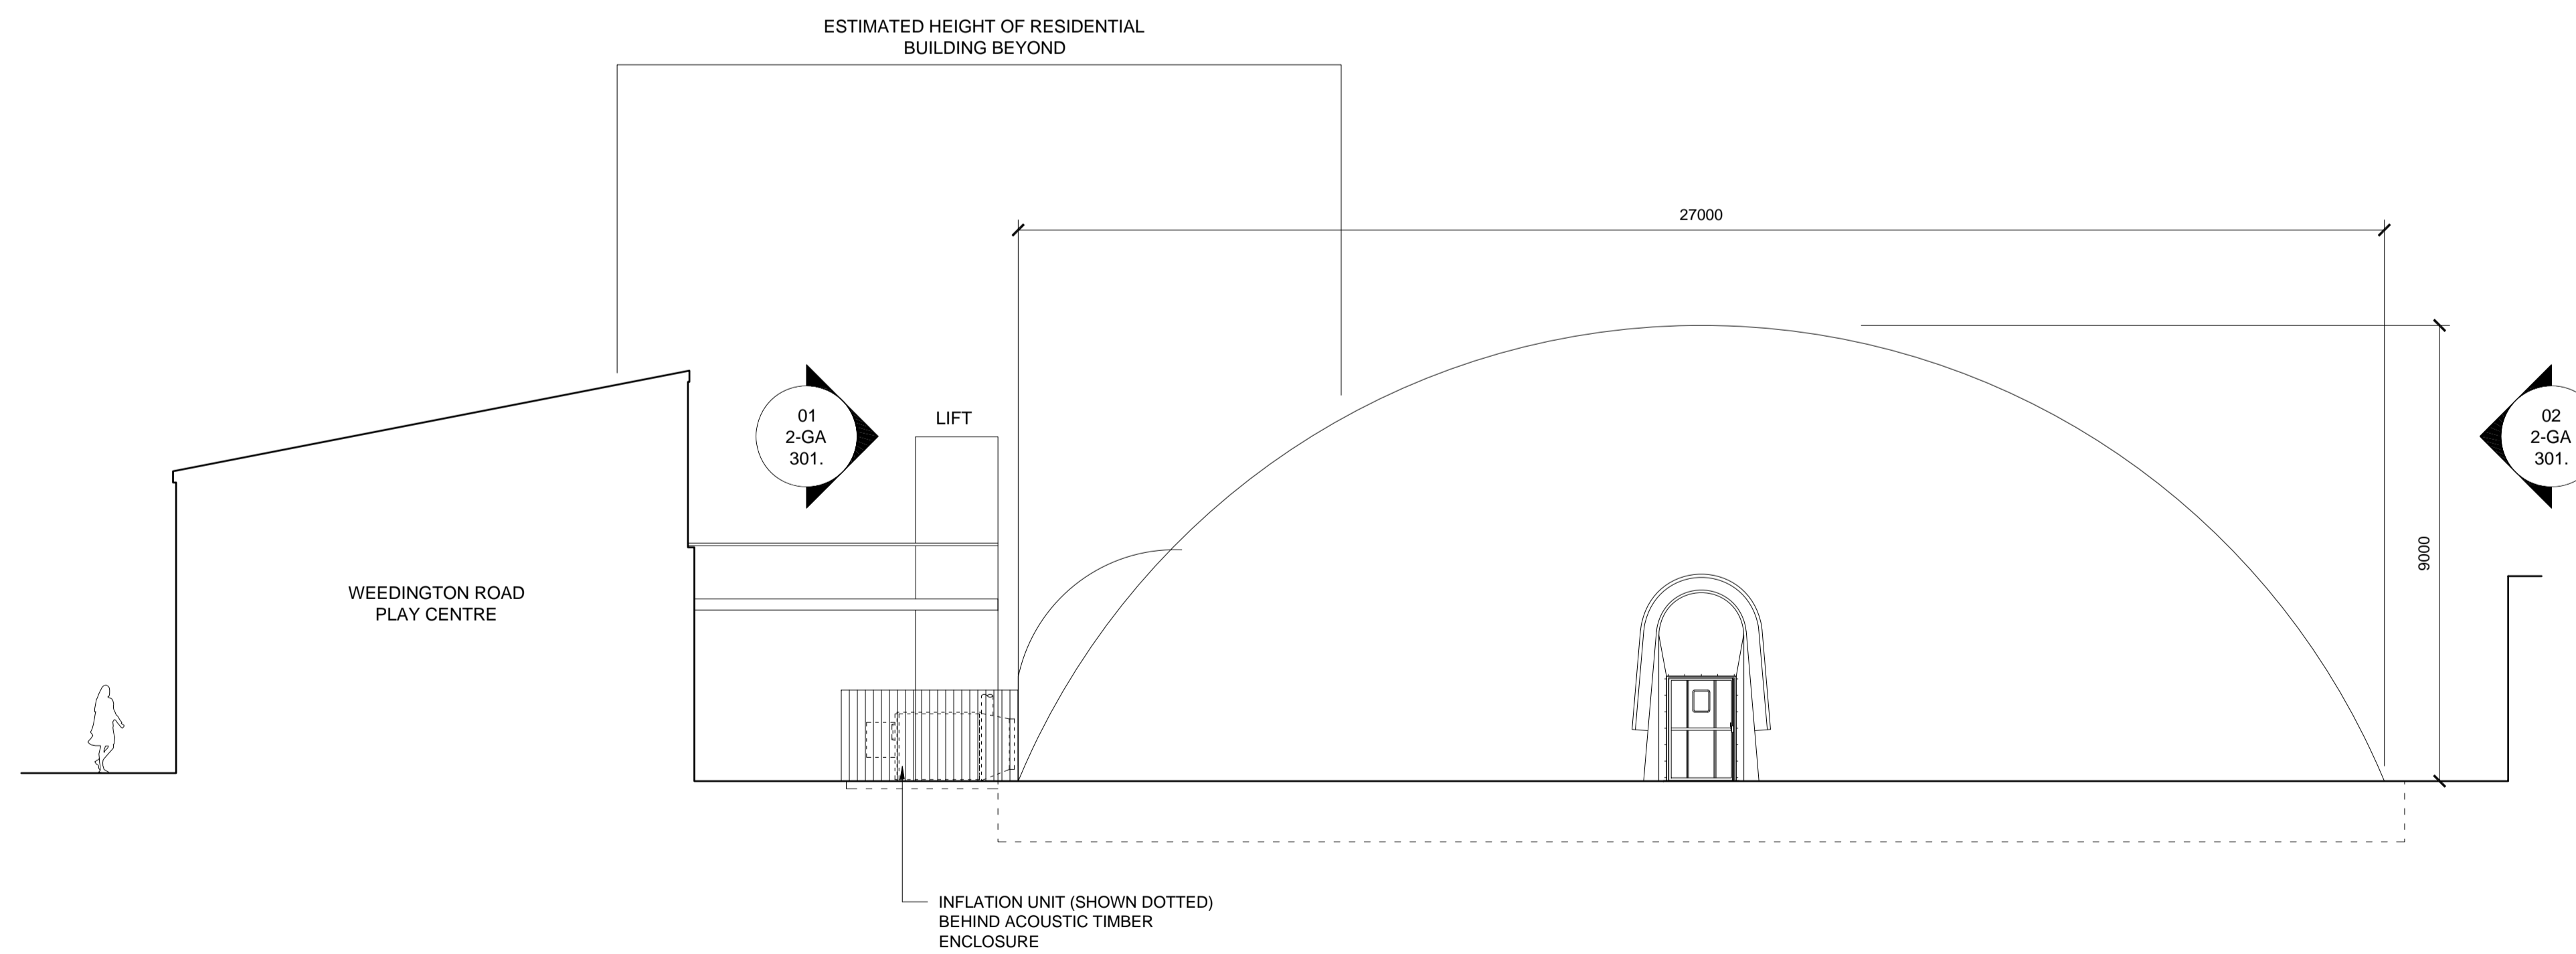 ESTIMATED HEIGHT OF RESIDENTIAL
BUILDING BEYOND
27000
01
2-GA
301.
LIFT
02
2-GA
301.
9000
WEEDINGTON ROAD
PLAY CENTRE
INFLATION UNIT (SHOWN DOTTED)
BEHIND ACOUSTIC TIMBER
ENCLOSURE